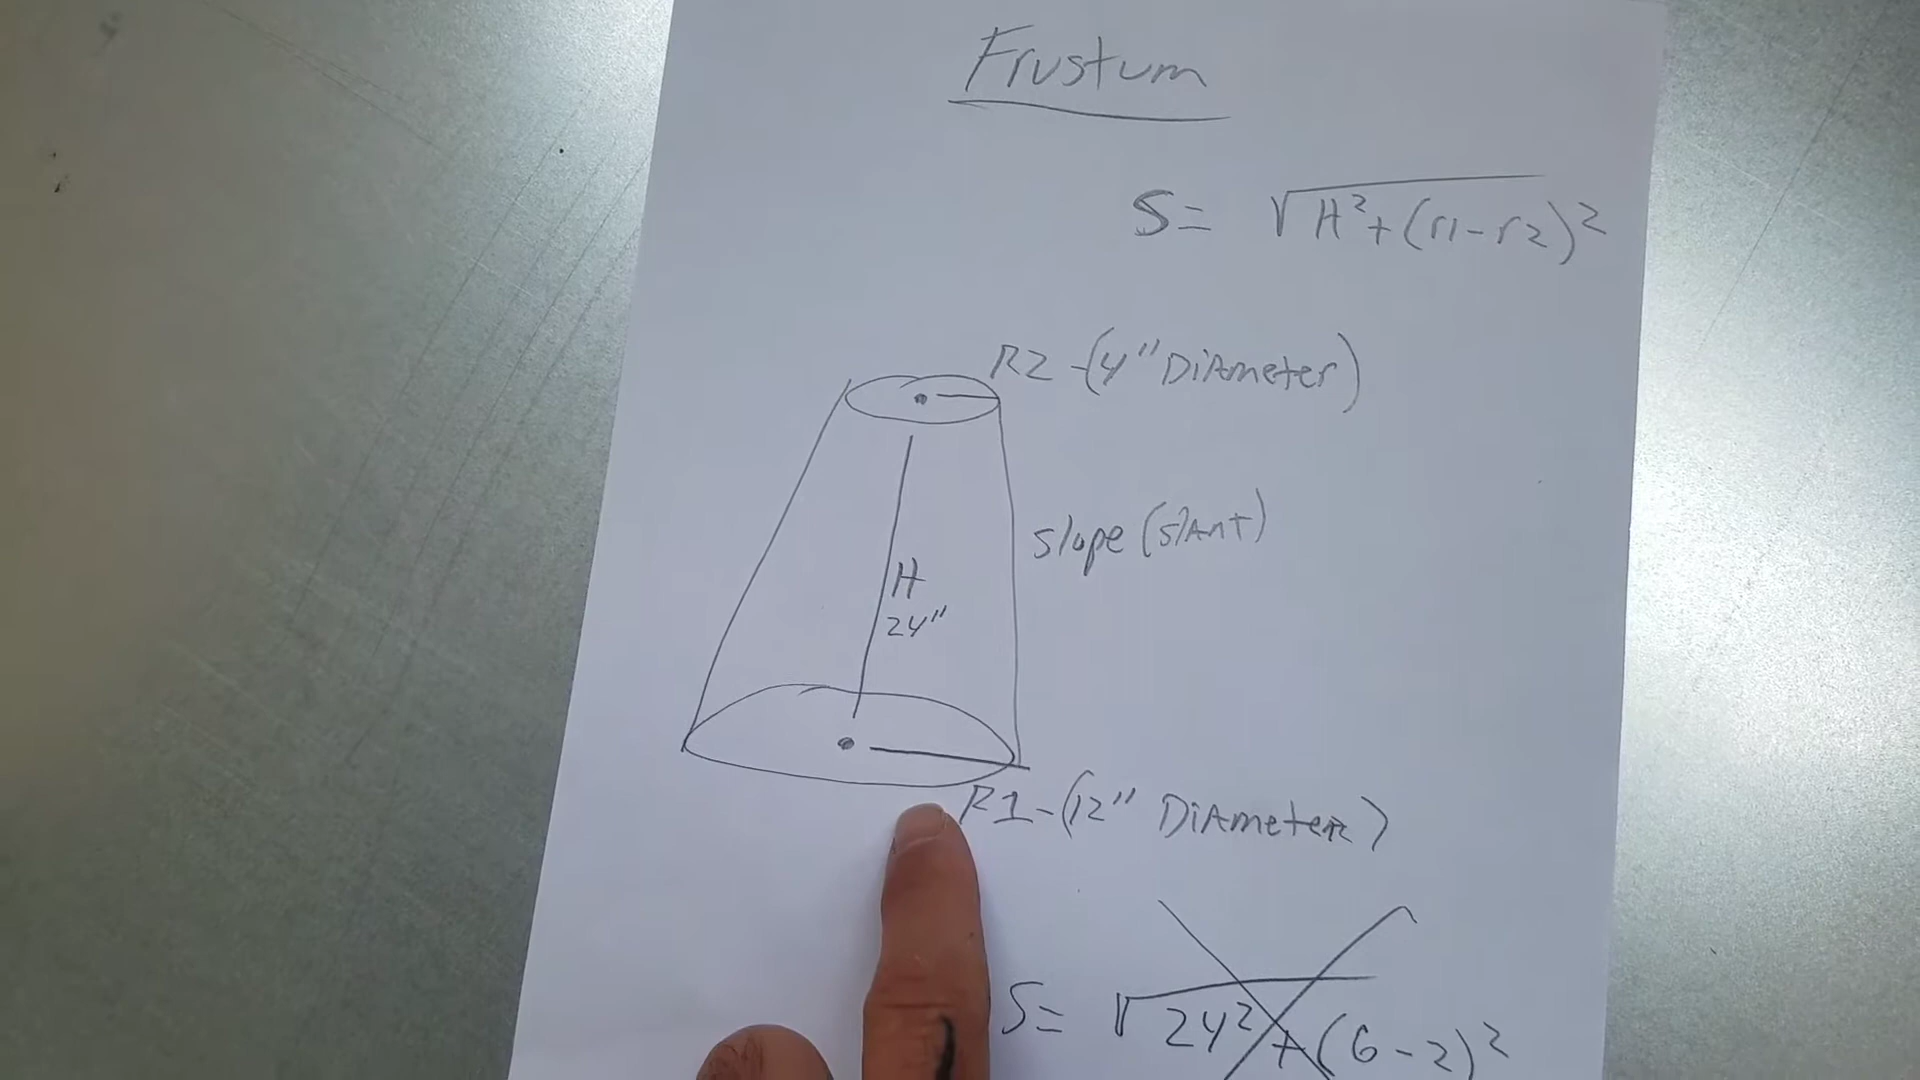 Frustum
S= √H²+(r1-r2)²
R2-(4" DiAmeter)
slope (slAnt)
H
24"
R1-(12" DiAmeter)
S= √24²+(6-2)²